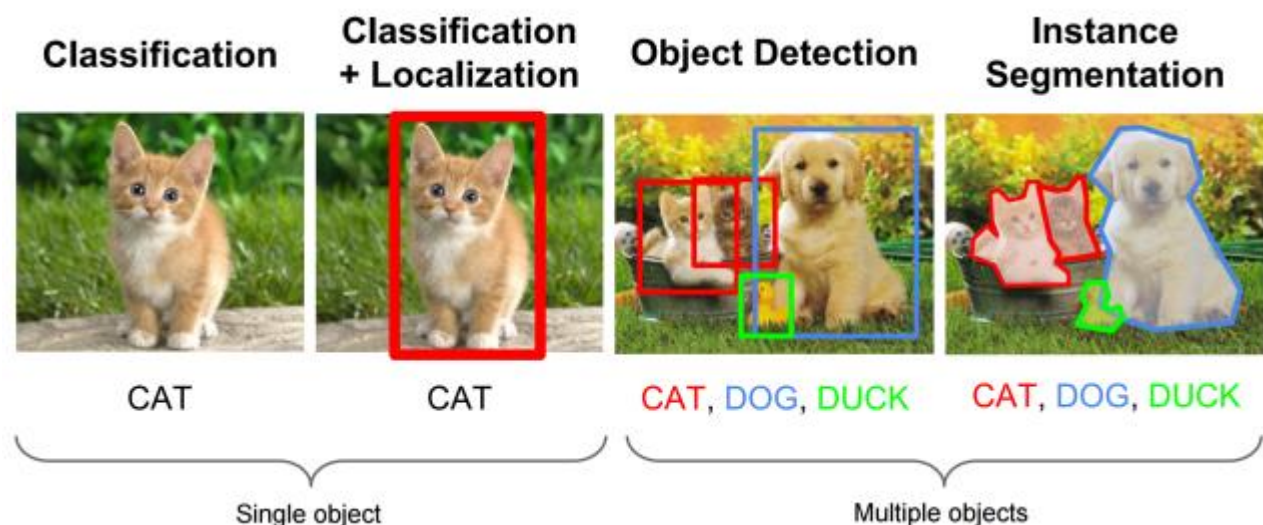 Classification
Classification
+ Localization
Object Detection
Instance
Segmentation
CAT
CAT
CAT, DOG, DUCK
CAT, DOG, DUCK
Single object
Multiple objects